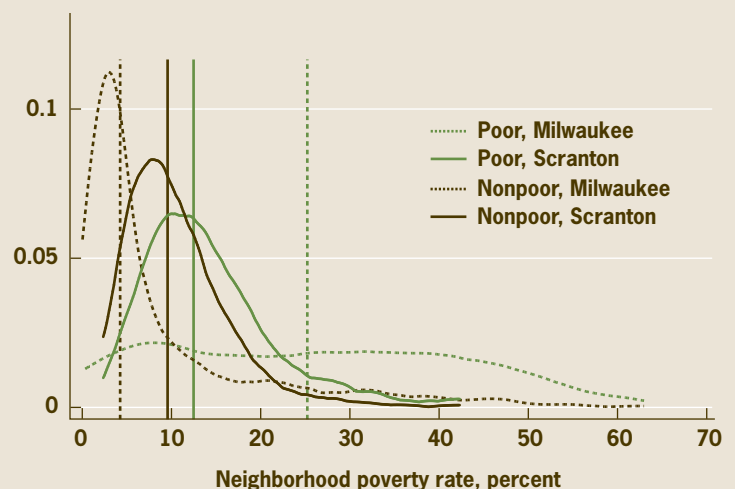 0.1
0.05
0
Poor, Milwaukee
Poor, Scranton
Nonpoor, Milwaukee
Nonpoor, Scranton
0 10 20 30 40 50 60 70
Neighborhood poverty rate, percent